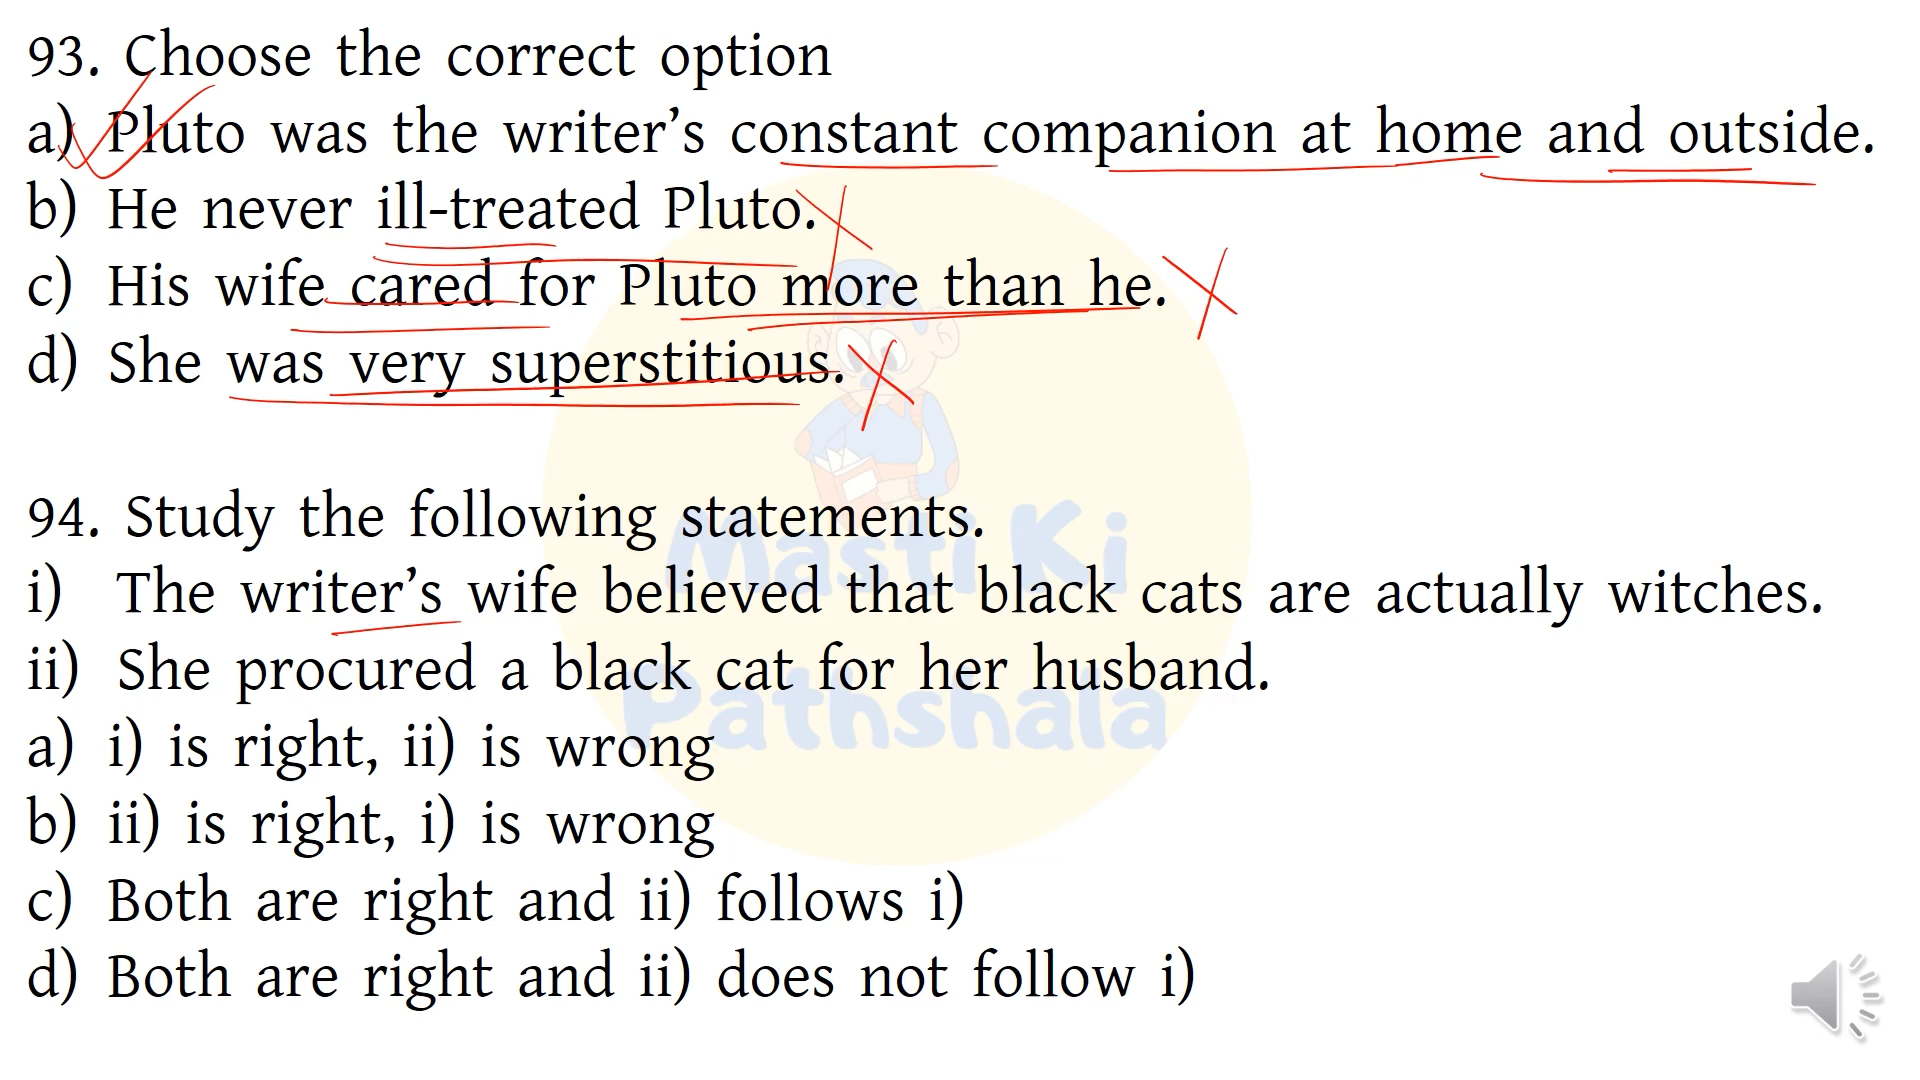 93. Choose the correct option
a) Pluto was the writer’s constant companion at home and outside.
b) He never ill-treated Pluto.
c) His wife cared for Pluto more than he.
d) She was very superstitious.
94. Study the following statements.
i) The writer’s wife believed that black cats are actually witches.
ii) She procured a black cat for her husband.
a) i) is right, ii) is wrong
b) ii) is right, i) is wrong
c) Both are right and ii) follows i)
d) Both are right and ii) does not follow i)
Masti Ki
Pathshala